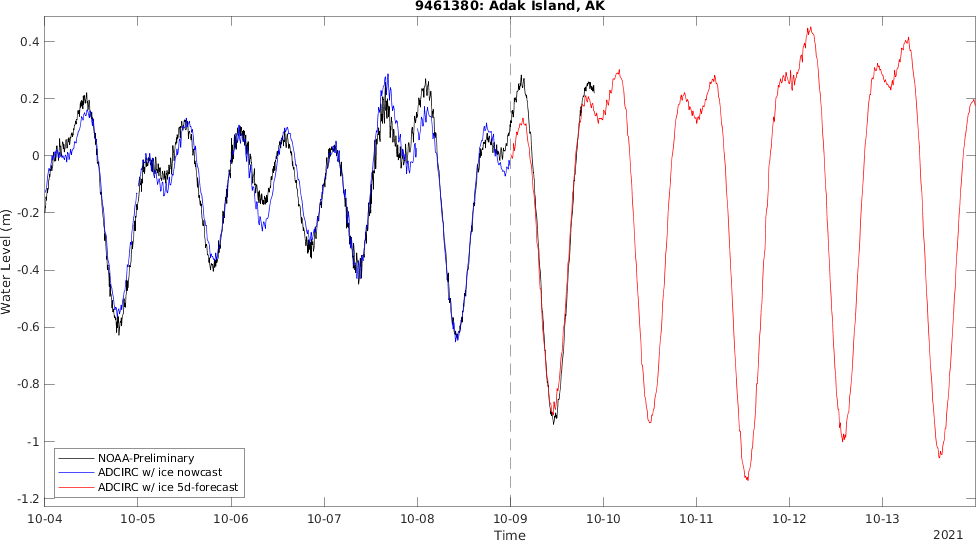 9461380: Adak Island, AK
0.4
0.2
0
-0.2
-0.4
-0.6
-0.8
-1
-1.2
Water Level (m)
NOAA-Preliminary
ADCIRC w/ ice nowcast
ADCIRC w/ ice 5d-forecast
10-04 10-05 10-06 10-07 10-08 10-09 10-10 10-11 10-12 10-13
Time
2021